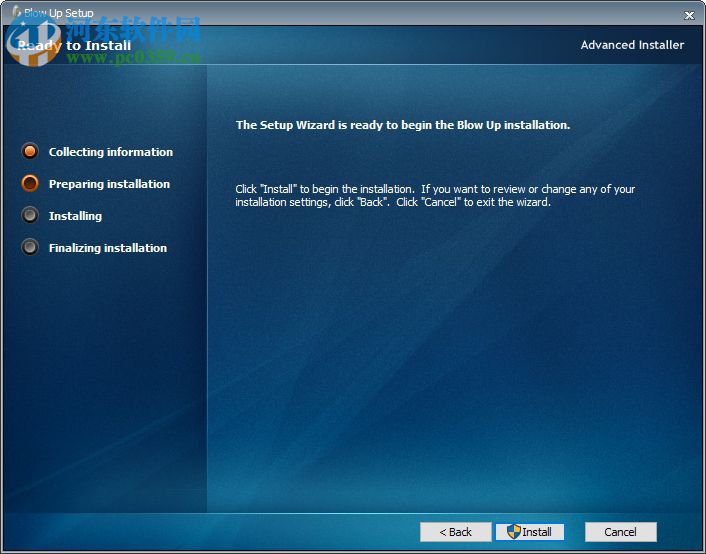 Blow Up Setup
河东软件网
Ready to Install
Advanced Installer
www.pc0359.cn
The Setup Wizard is ready to begin the Blow Up installation.
Collecting information
Preparing installation
Click "Install" to begin the installation. If you want to review or change any of your
installation settings, click "Back". Click "Cancel" to exit the wizard.
Installing
Finalizing installation
< Back
Install
Cancel